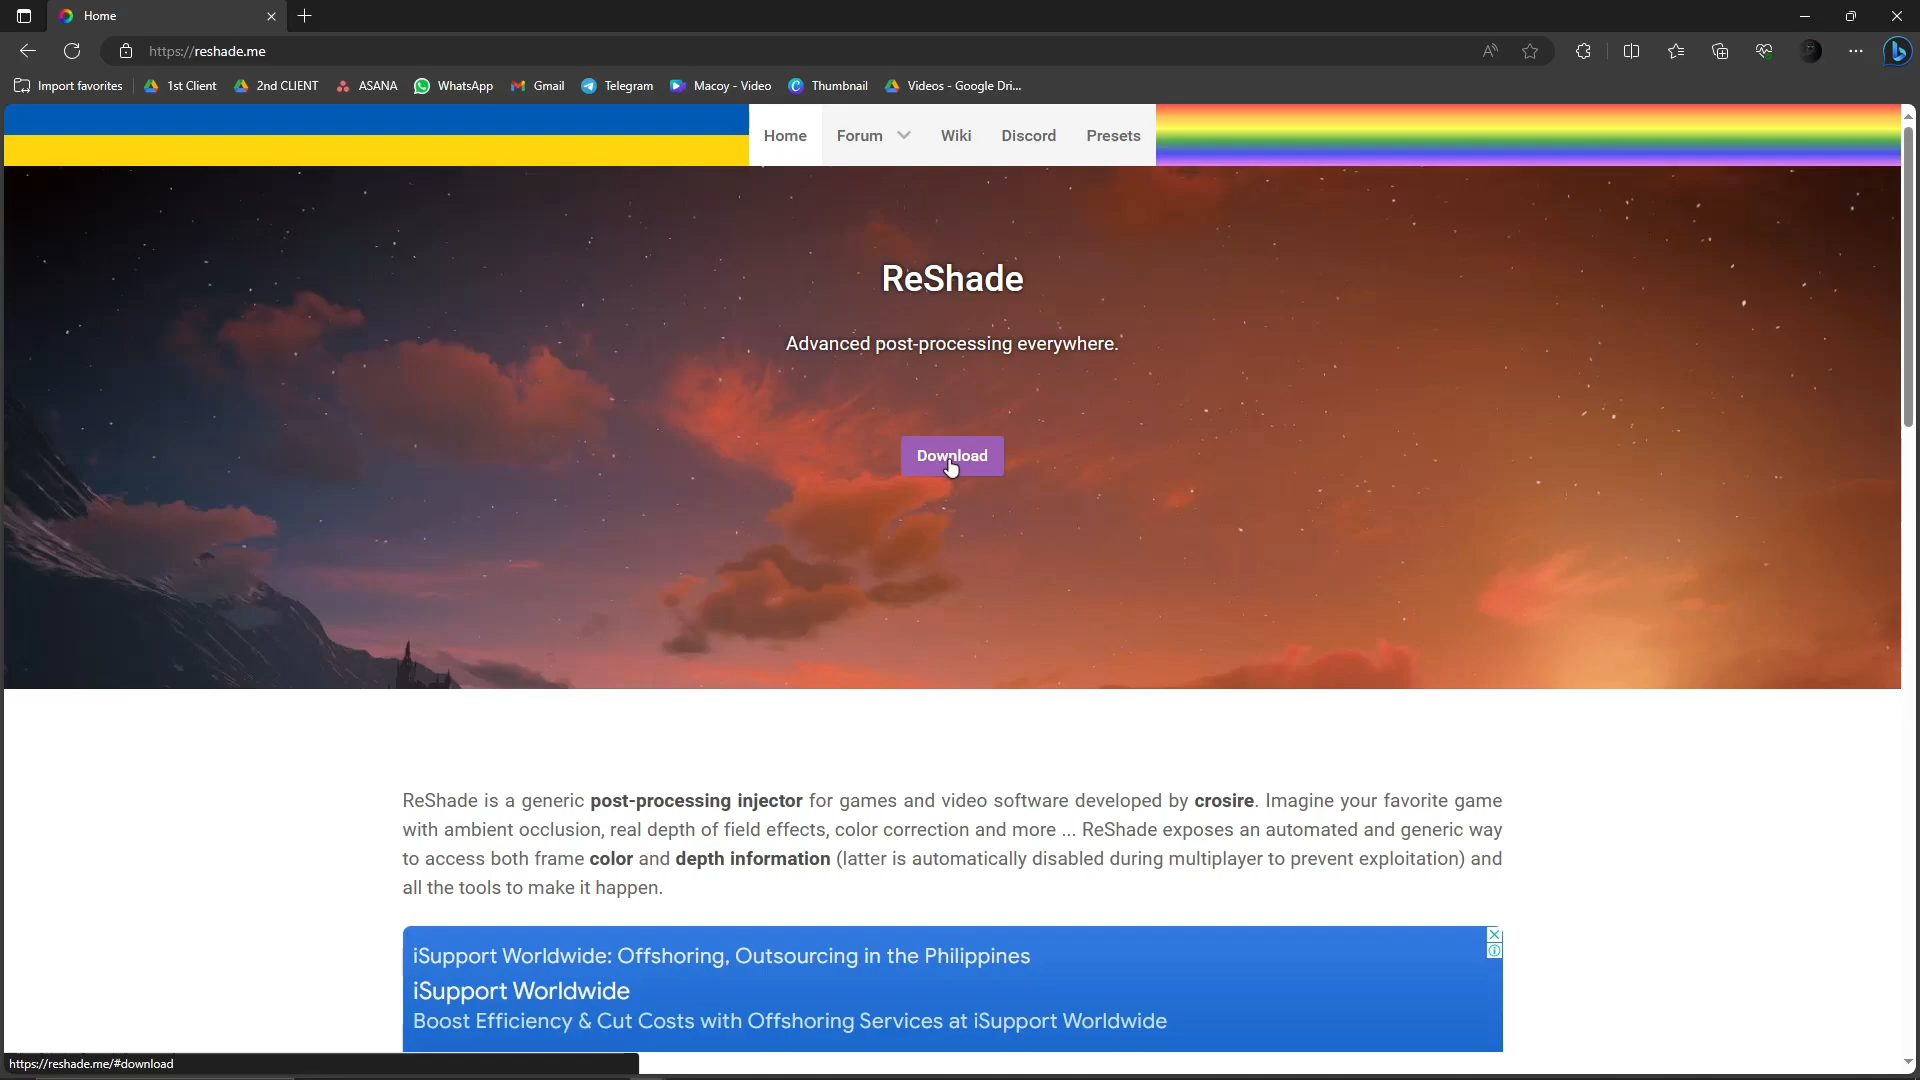 Home
https://reshade.me
Import favorites
1st Client
2nd CLIENT
ASANA
WhatsApp
Gmail
Telegram
Macoy - Video
Thumbnail
Videos - Google Dri...
Home
Forum
Wiki
Discord
Presets
ReShade
Advanced post-processing everywhere.
Download
ReShade is a generic post-processing injector for games and video software developed by crosire. Imagine your favorite game
with ambient occlusion, real depth of field effects, color correction and more ... ReShade exposes an automated and generic way
to access both frame color and depth information (latter is automatically disabled during multiplayer to prevent exploitation) and
all the tools to make it happen.
iSupport Worldwide: Offshoring, Outsourcing in the Philippines
iSupport Worldwide
Boost Efficiency & Cut Costs with Offshoring Services at iSupport Worldwide
https://reshade.me/#download